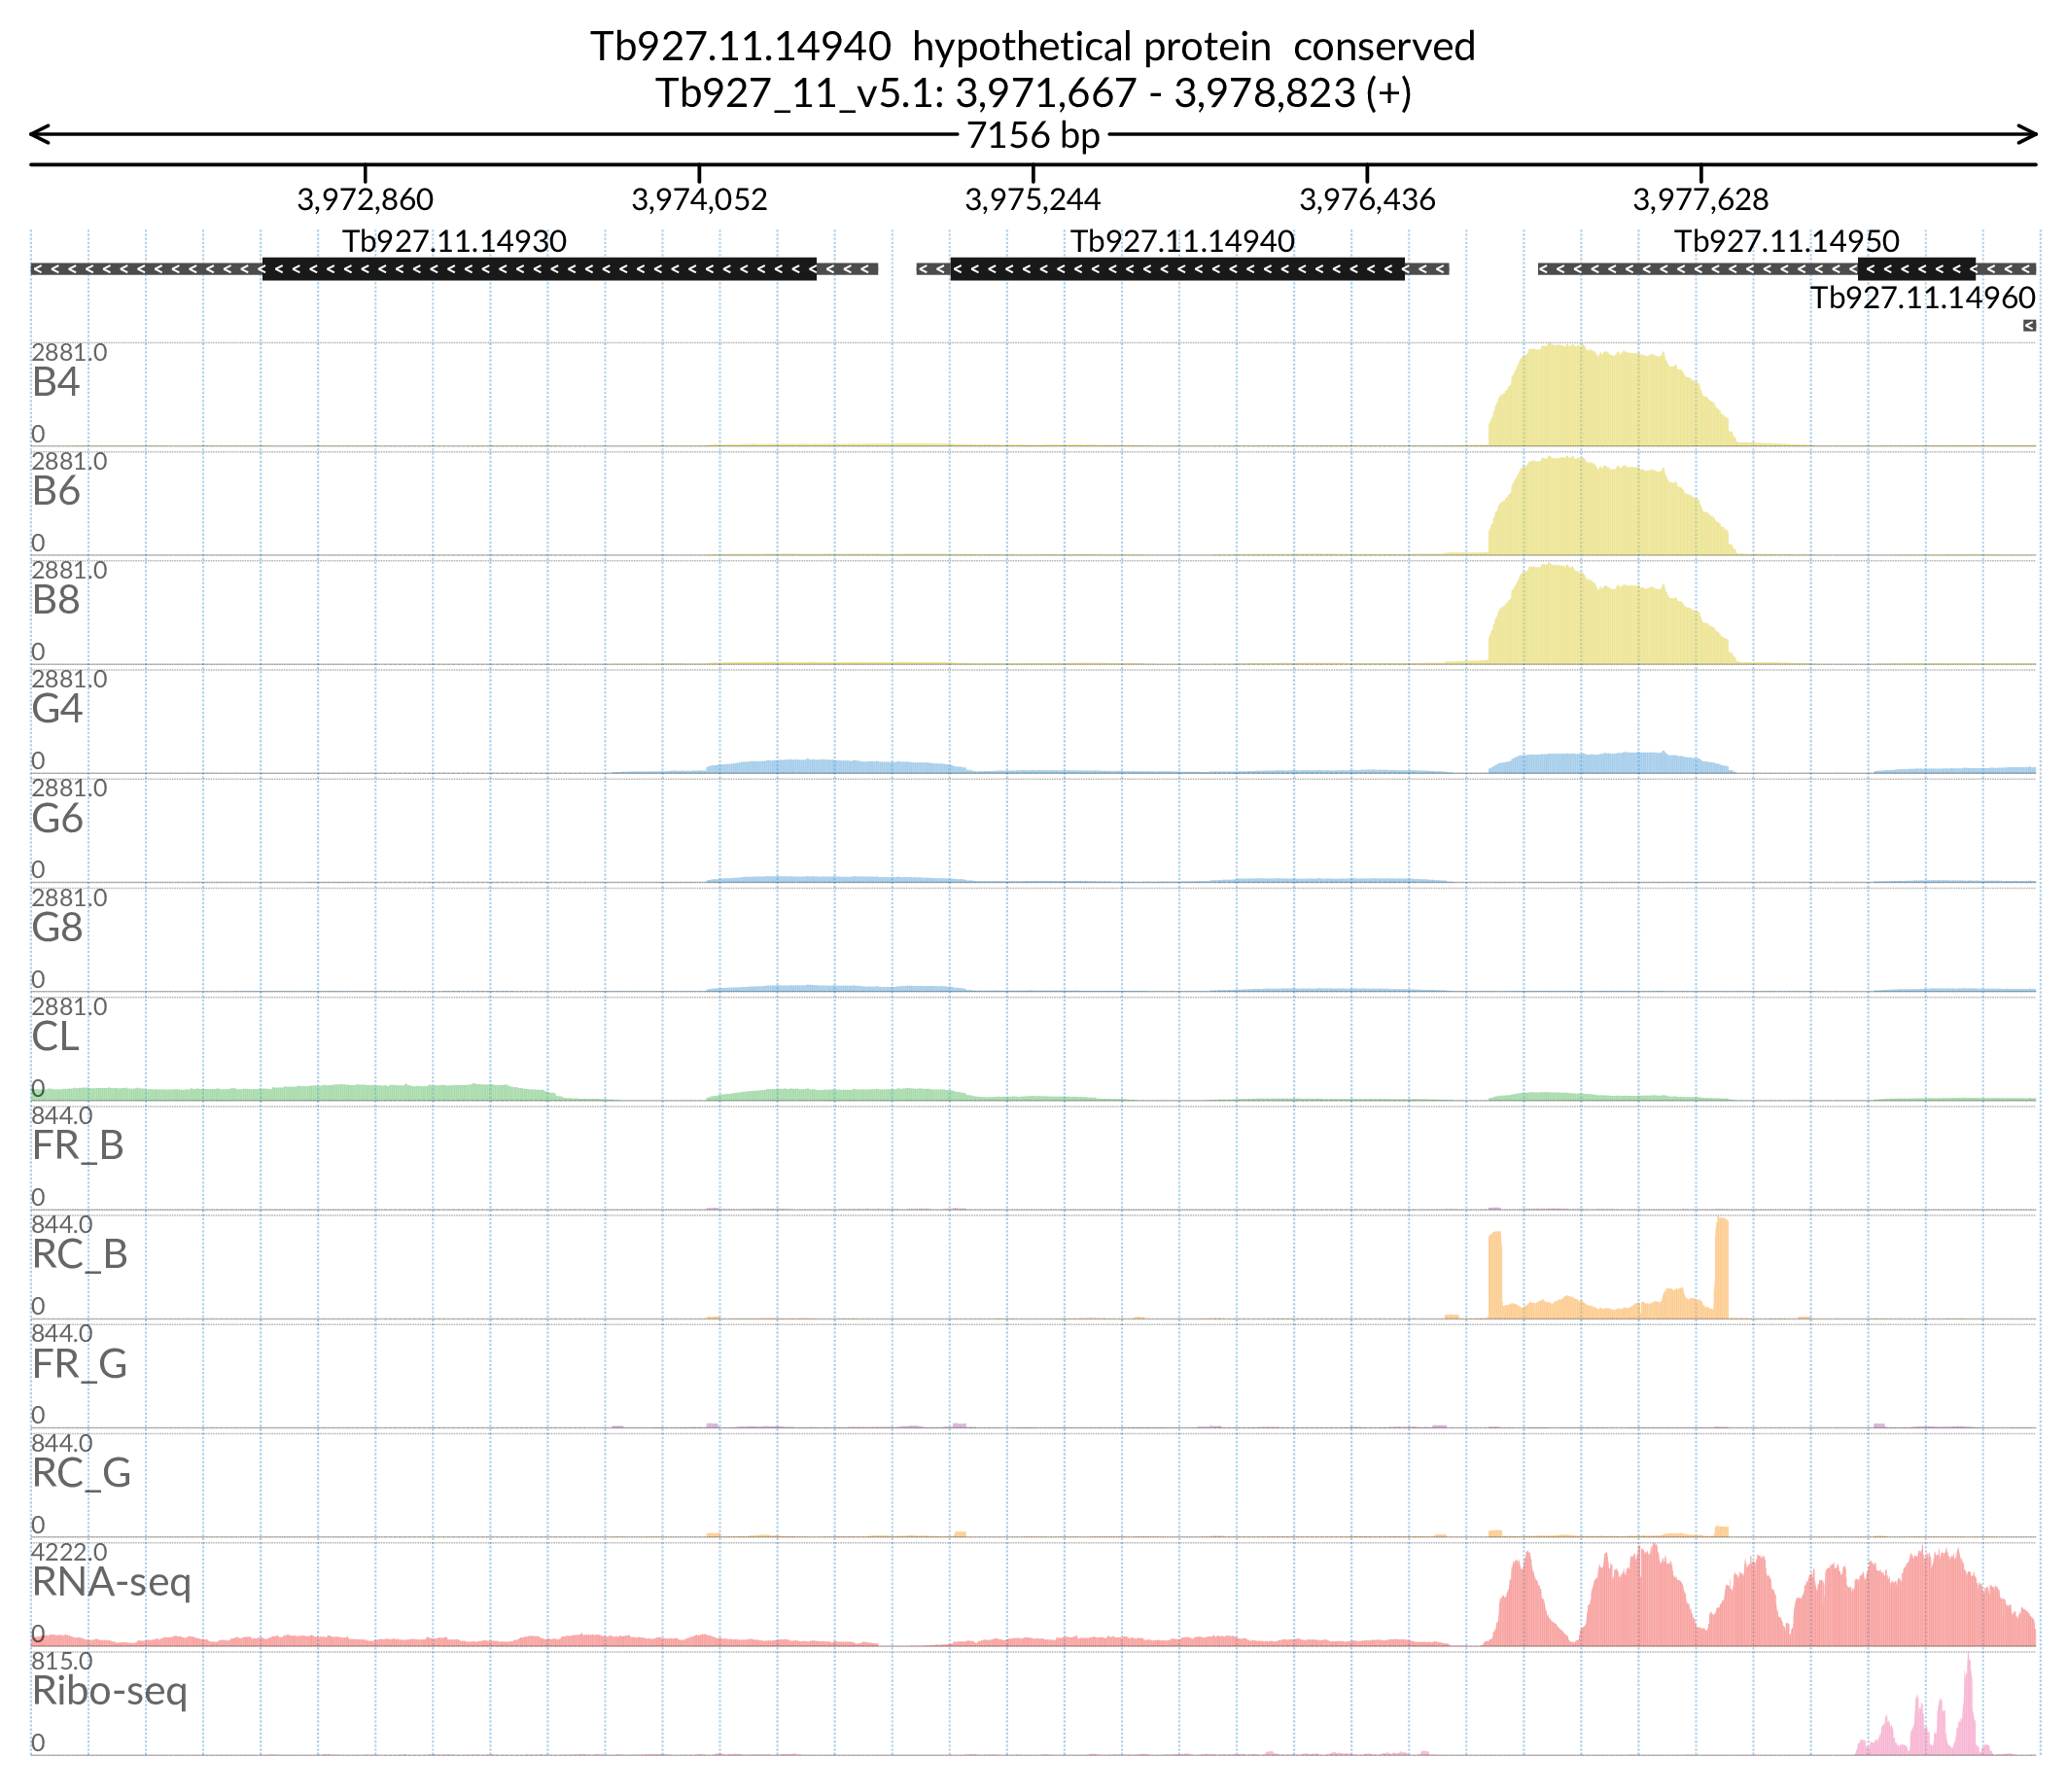 Tb927.11.14940  hypothetical protein  conserved
Tb927_11_v5.1: 3,971,667 - 3,978,823 (+)
7156 bp
3,972,860 3,974,052 3,975,244 3,976,436 3,977,628
Tb927.11.14930 Tb927.11.14940 Tb927.11.14950
Tb927.11.14960
2881.0
B4
0
2881.0
B6
0
2881.0
B8
0
2881.0
G4
0
2881.0
G6
0
2881.0
G8
0
2881.0
CL
0
844.0
FR_B
0
844.0
RC_B
0
844.0
FR_G
0
844.0
RC_G
0
4222.0
RNA-seq
0
815.0
Ribo-seq
0